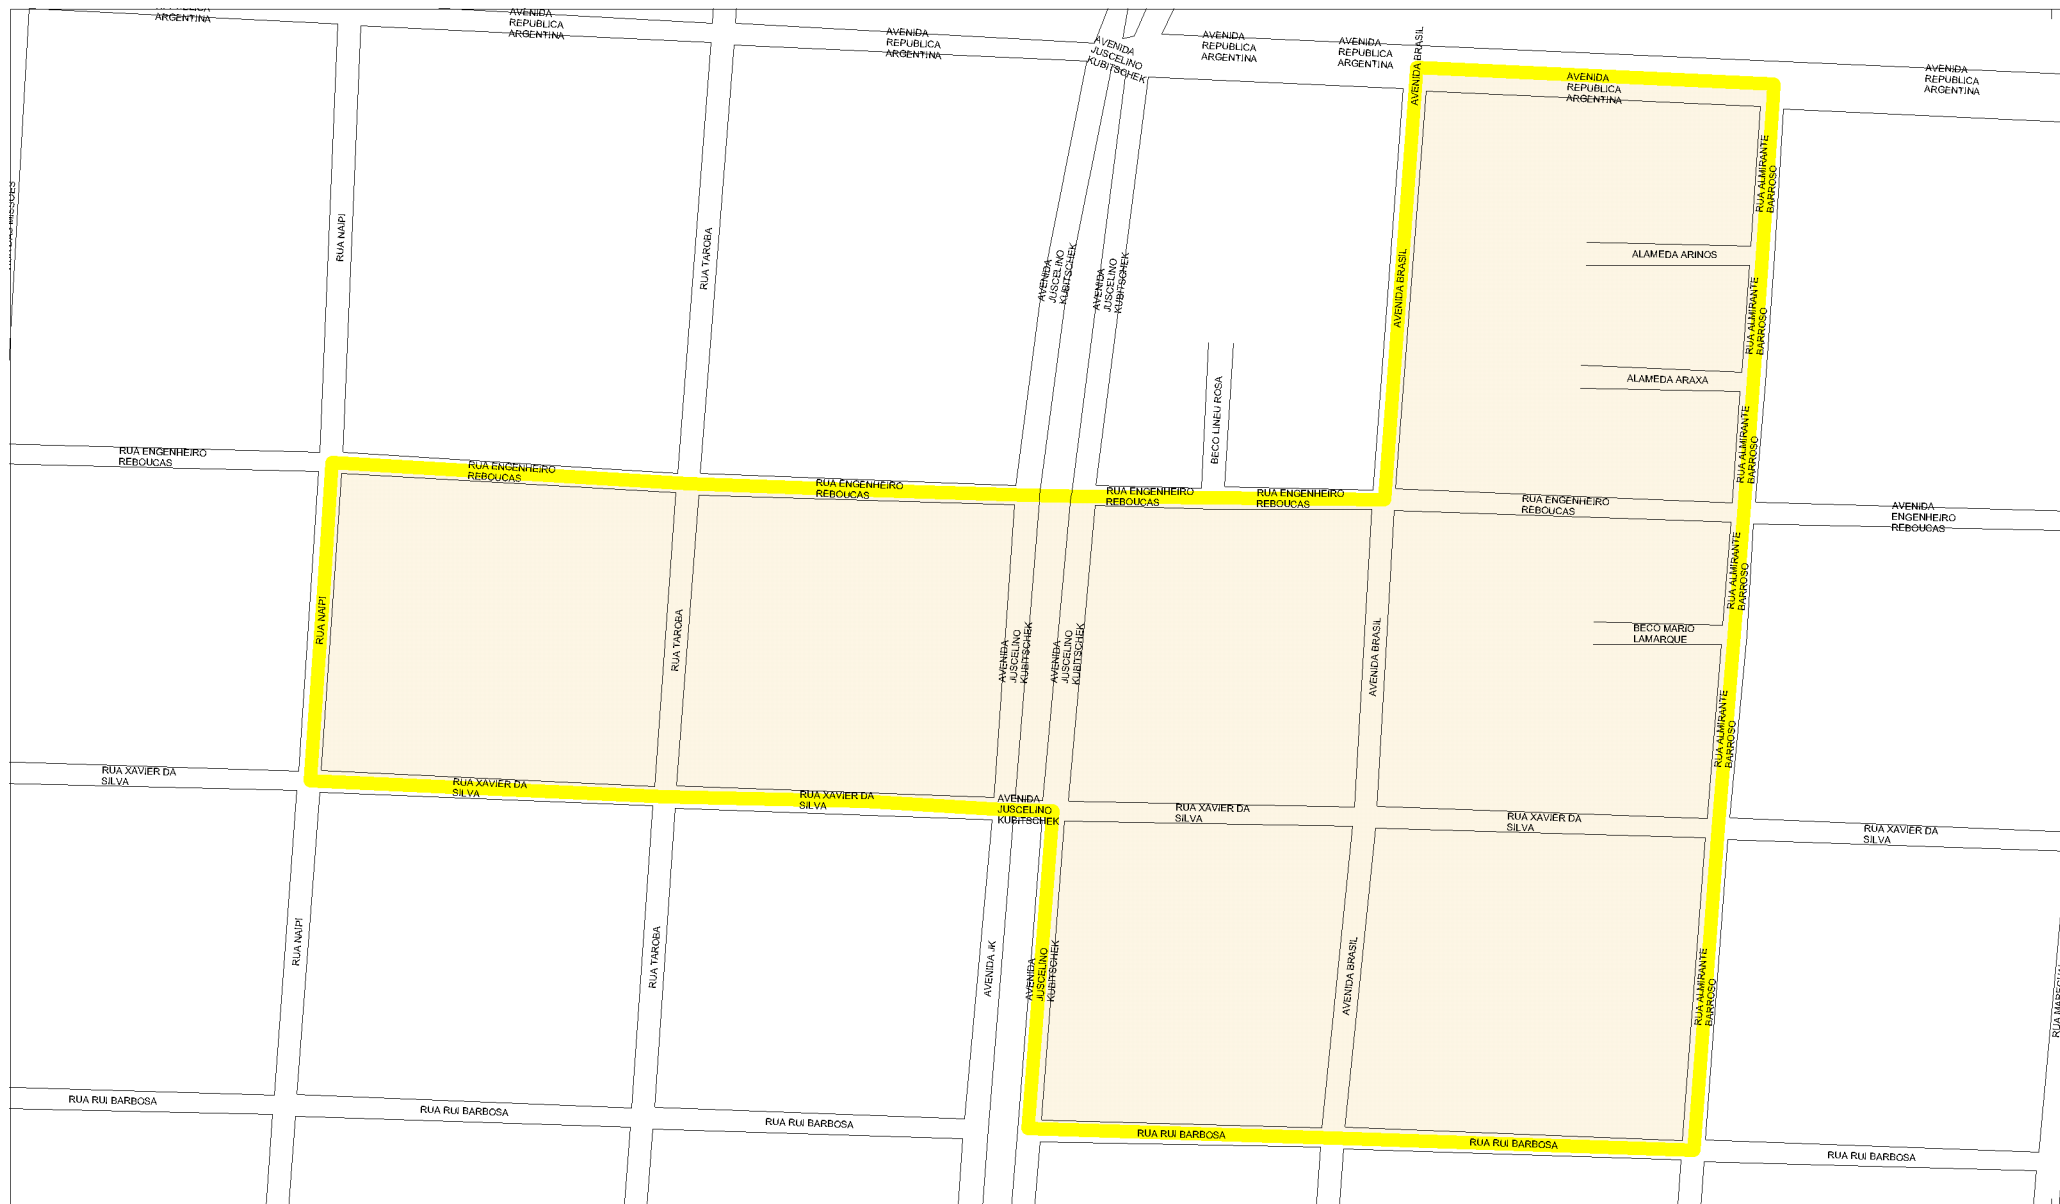 ARGENTINA
AVENIDA
REPUBLICA
ARGENTINA
AVENIDA
REPUBLICA
ARGENTINA
AVENIDA
JUSCELINO
KUBITSCHEK
AVENIDA
REPUBLICA
ARGENTINA
AVENIDA
REPUBLICA
ARGENTINA
AVENIDA BRASIL
AVENIDA
REPUBLICA
ARGENTINA
AVENIDA
REPUBLICA
ARGENTINA
RUA ALMIRANTE
BARROSO
RUA NAIPI
RUA TAROBA
AVENIDA
JUSCELINO
KUBITSCHEK
AVENIDA
JUSCELINO
KUBITSCHEK
AVENIDA BRASIL
ALAMEDA ARINOS
RUA ALMIRANTE
BARROSO
ALAMEDA ARAXA
BECO LINEU ROSA
RUA ALMIRANTE
BARROSO
RUA ENGENHEIRO
REBOUCAS
RUA ENGENHEIRO
REBOUCAS
RUA ENGENHEIRO
REBOUCAS
RUA ENGENHEIRO
REBOUCAS
RUA ENGENHEIRO
REBOUCAS
RUA ENGENHEIRO
REBOUCAS
AVENIDA
ENGENHEIRO
REBOUCAS
RUA ALMIRANTE
BARROSO
RUA NAIPI
RUA TAROBA
AVENIDA
JUSCELINO
KUBITSCHEK
AVENIDA
JUSCELINO
KUBITSCHEK
AVENIDA BRASIL
BECO MARIO
LAMARQUE
RUA ALMIRANTE
BARROSO
RUA XAVIER DA
SILVA
RUA XAVIER DA
SILVA
RUA XAVIER DA
SILVA
AVENIDA
JUSCELINO
KUBITSCHEK
RUA XAVIER DA
SILVA
RUA XAVIER DA
SILVA
RUA XAVIER DA
SILVA
RUA NAIPI
RUA TAROBA
AVENIDA JK
AVENIDA
JUSCELINO
KUBITSCHEK
AVENIDA BRASIL
RUA ALMIRANTE
BARROSO
RUA RUI BARBOSA
RUA RUI BARBOSA
RUA RUI BARBOSA
RUA RUI BARBOSA
RUA RUI BARBOSA
RUA RUI BARBOSA